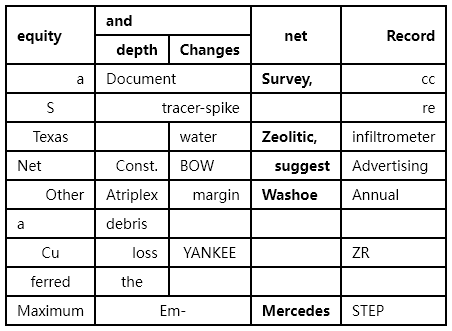 equity and net Record
depth Changes
a Document Survey, cc
S tracer-spike re
Texas water Zeolitic, infiltrometer
Net Const. BOW suggest Advertising
Other Atriplex margin Washoe Annual
a debris
Cu loss YANKEE ZR
ferred the
Maximum Em- Mercedes STEP